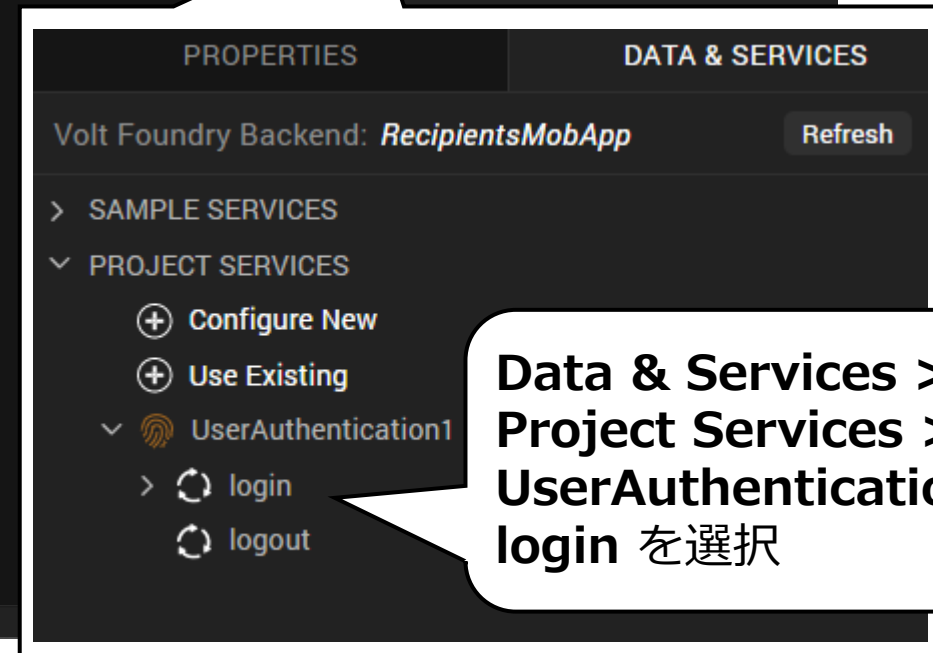 PROPERTIES
DATA & SERVICES
Volt Foundry Backend: RecipientsMobApp
Refresh
SAMPLE SERVICES
PROJECT SERVICES
Configure New
Use Existing
UserAuthentication1
login
logout
Data & Services >
Project Services >
login を選択